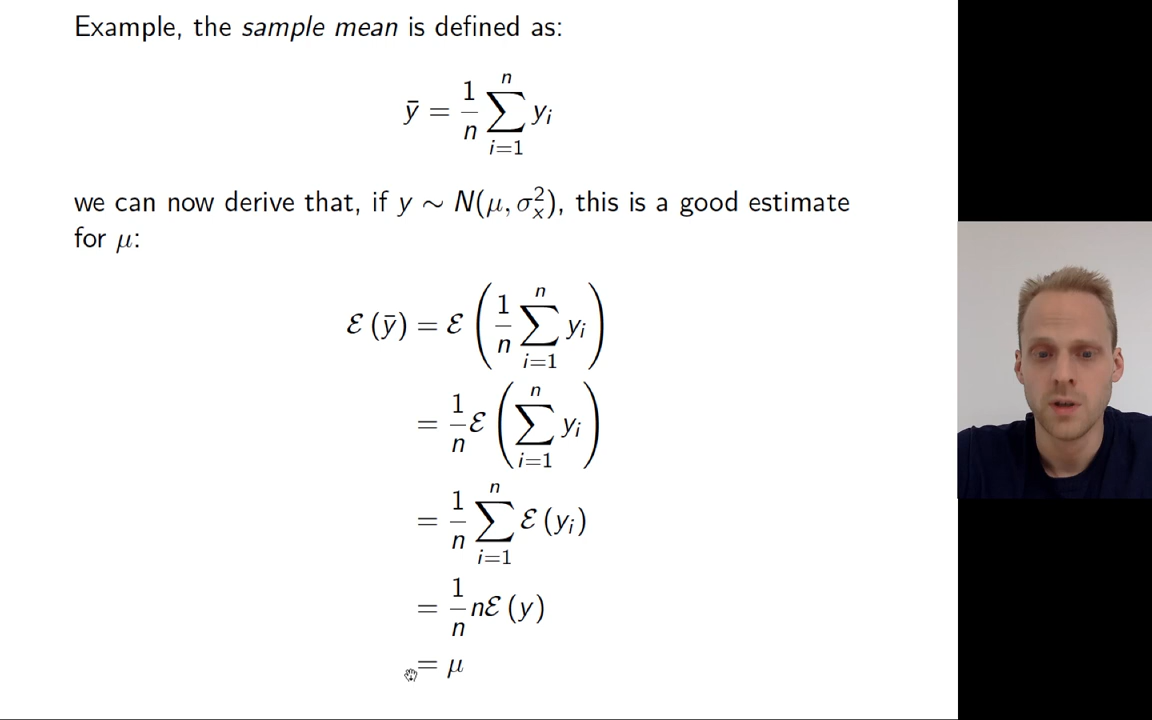 Example, the sample mean is defined as:
ȳ = 1/n ∑_{i=1}^{n} y_i
we can now derive that, if y ∼ N(μ, σ_x^2), this is a good estimate
for μ:
ℰ (ȳ) = ℰ ( 1/n ∑_{i=1}^{n} y_i )
= 1/n ℰ ( ∑_{i=1}^{n} y_i )
= 1/n ∑_{i=1}^{n} ℰ (y_i)
= 1/n nℰ (y)
= μ